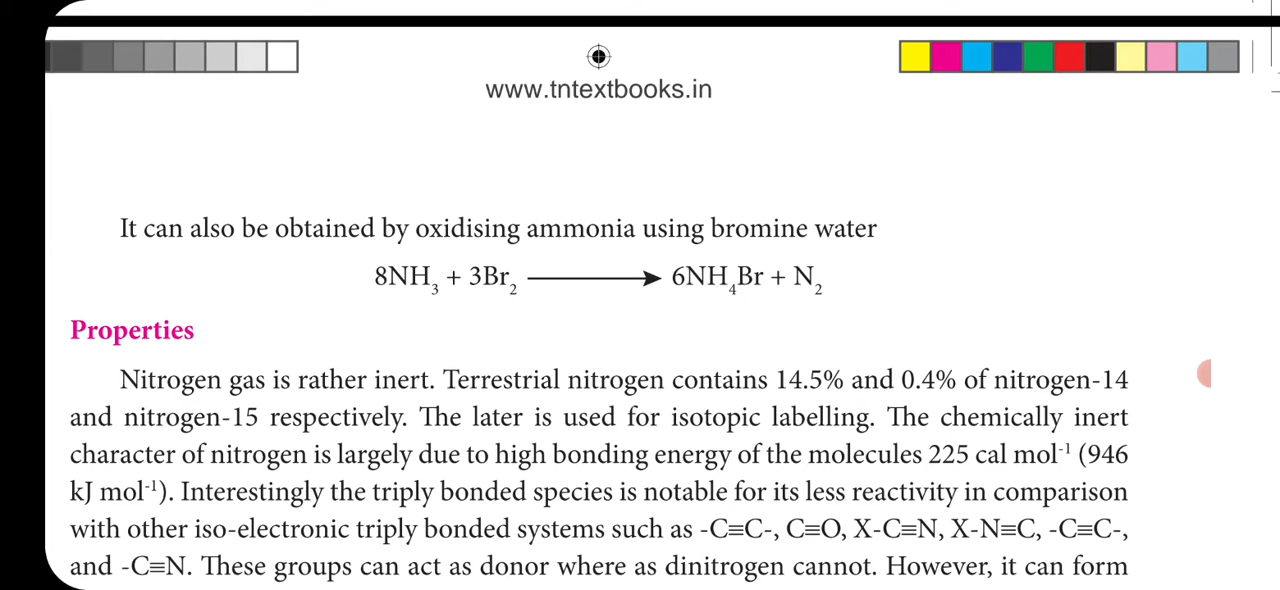 www.tntextbooks.in
It can also be obtained by oxidising ammonia using bromine water
8NH₃ + 3Br₂ ⟶ 6NH₄Br + N₂
Properties
Nitrogen gas is rather inert. Terrestrial nitrogen contains 14.5% and 0.4% of nitrogen-14
and nitrogen-15 respectively. The later is used for isotopic labelling. The chemically inert
character of nitrogen is largely due to high bonding energy of the molecules 225 cal mol⁻¹ (946
kJ mol⁻¹). Interestingly the triply bonded species is notable for its less reactivity in comparison
with other iso-electronic triply bonded systems such as -C≡C-, C≡O, X-C≡N, X-N≡C, -C≡C-,
and -C≡N. These groups can act as donor where as dinitrogen cannot. However, it can form